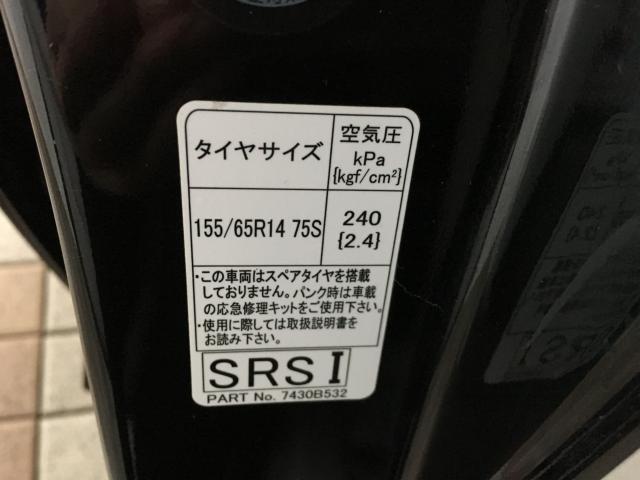 タイヤサイズ
空気圧
kPa
{kgf/cm²}
155/65R14 75S
240
{2.4}
・この車両はスペアタイヤを搭載
しておりません。パンク時は車載
の応急修理キットをご使用下さい。
・使用に際しては取扱説明書を
お読み下さい。
SRS I
PART No. 7430B532